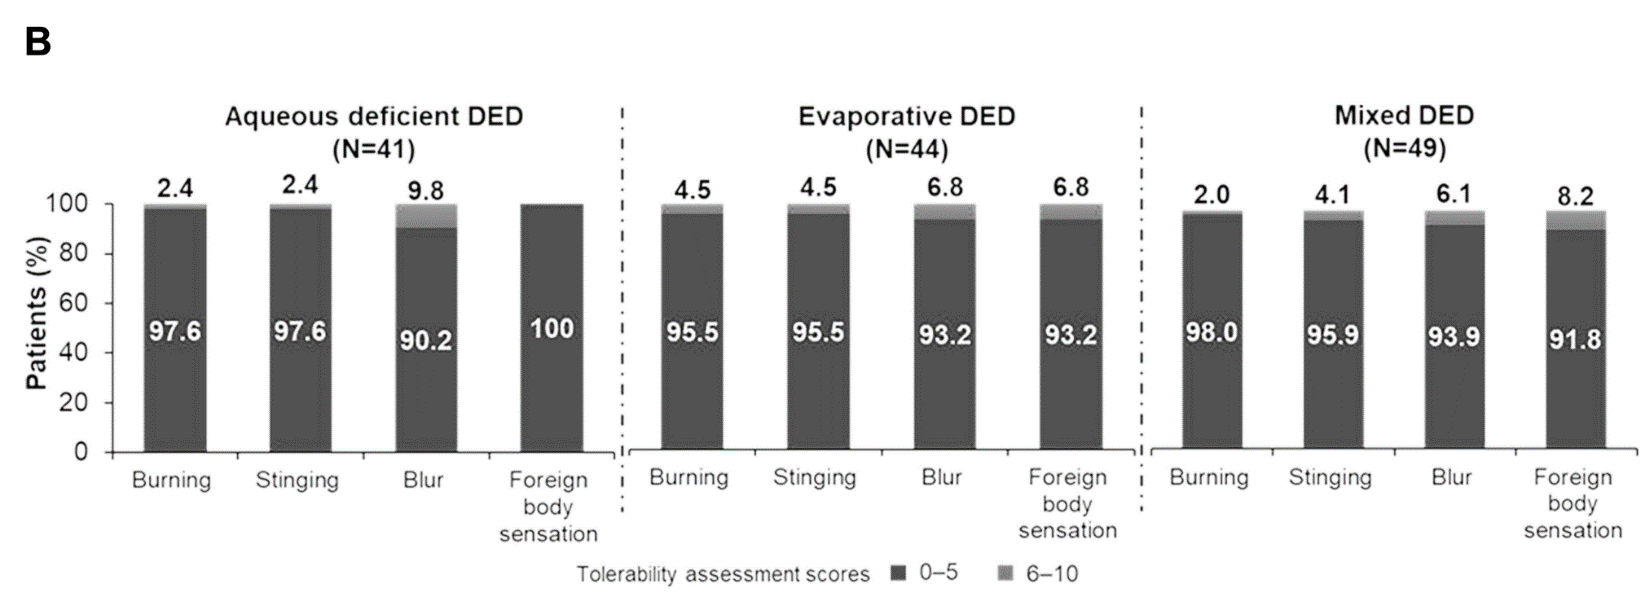 B
Aqueous deficient DED
(N=41)
Evaporative DED
(N=44)
Mixed DED
(N=49)
2.4 2.4 9.8
4.5 4.5 6.8 6.8
2.0 4.1 6.1 8.2
Patients (%)
100
80
60
40
20
0
97.6 97.6 90.2 100
95.5 95.5 93.2 93.2
98.0 95.9 93.9 91.8
Burning Stinging Blur Foreign
body
sensation
Burning Stinging Blur Foreign
body
sensation
Burning Stinging Blur Foreign
body
sensation
Tolerability assessment scores 0–5 6–10